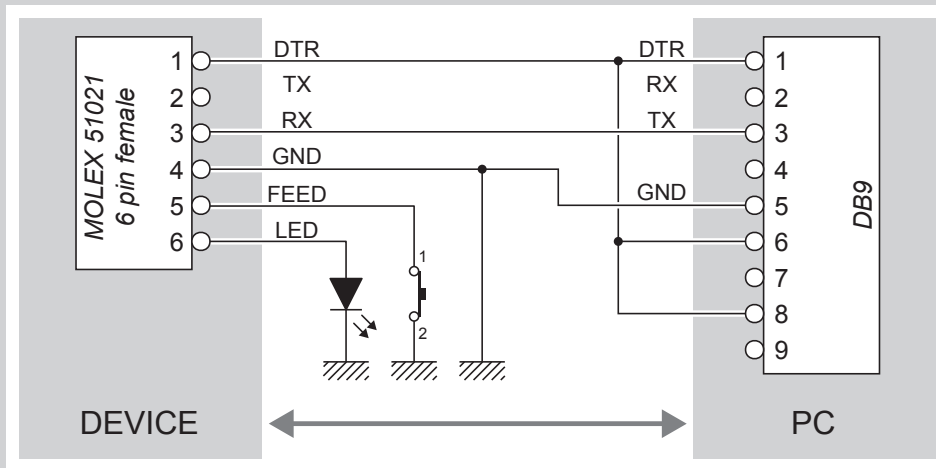 MOLEX 51021
6 pin female
1
2
3
4
5
6
DTR
TX
RX
GND
FEED
LED
1
2
DTR
RX
TX
GND
1
2
3
4
5
6
7
8
9
DB9
DEVICE
PC